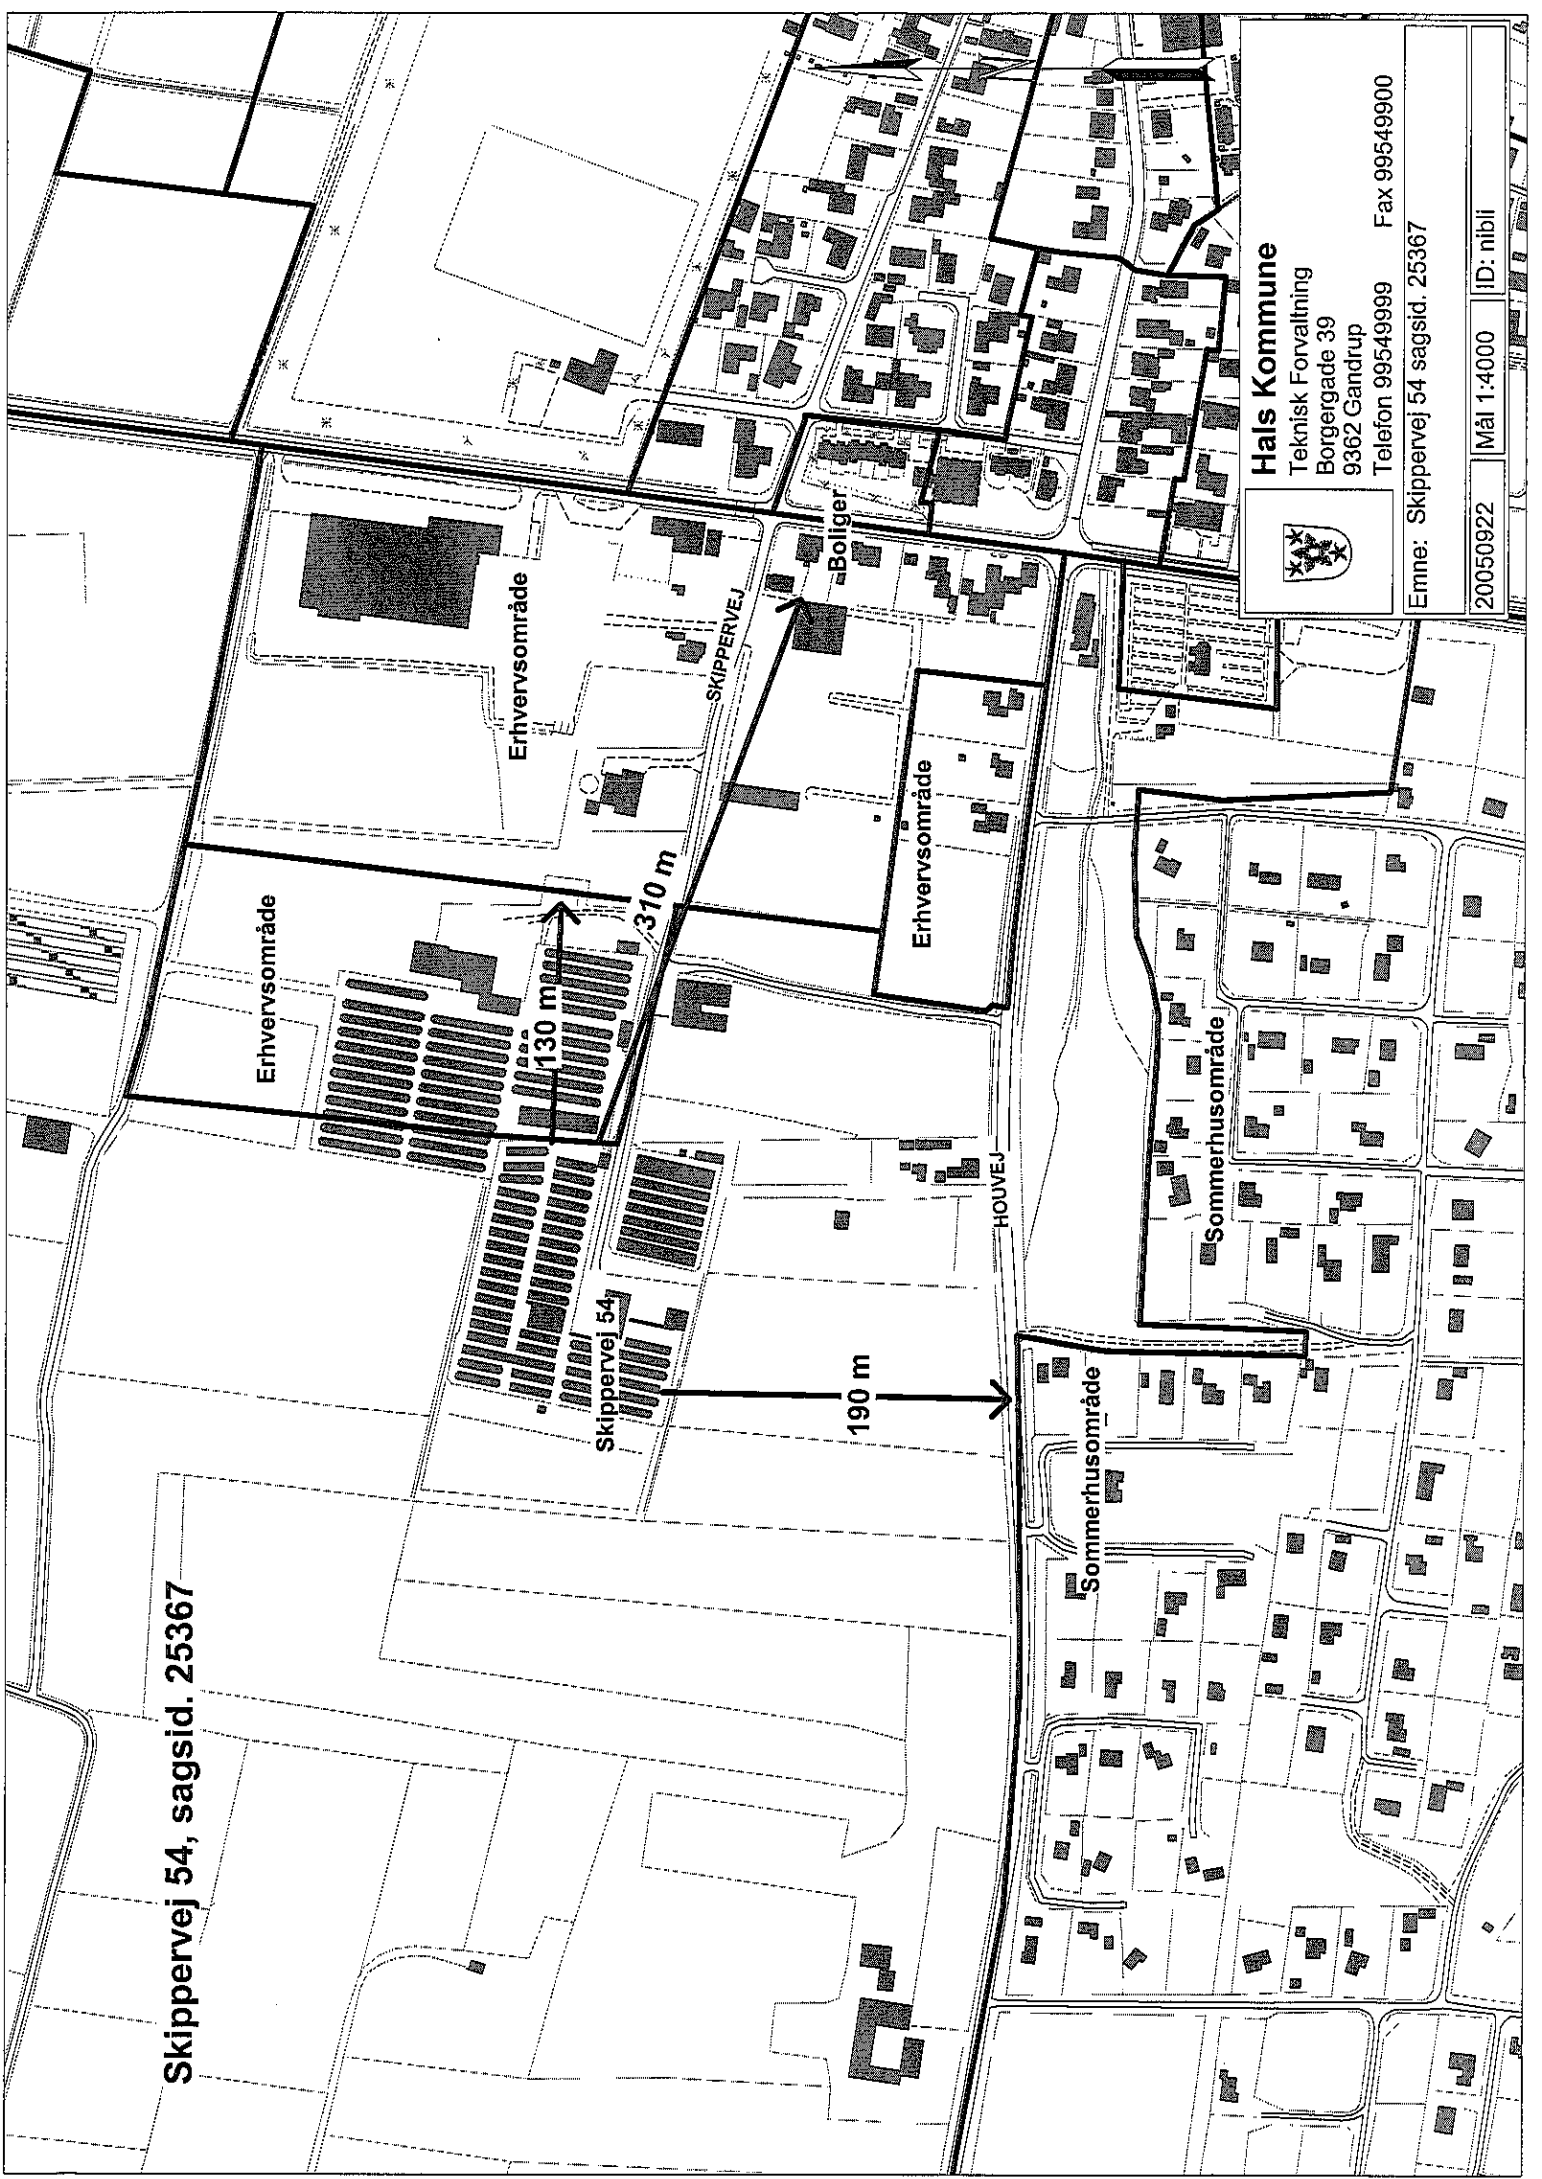 Skippervej 54, sagsid. 25367
Erhvervsområde
Erhvervsområde
130 m
310 m
SKIPPERVEJ
Boliger
Skippervej 54
190 m
Erhvervsområde
HOUVEJ
Sommerhusområde
Sommerhusområde
Hals Kommune
Teknisk Forvaltning
Borgergade 39
9362 Gandrup
Telefon 99549999 Fax 99549900
Emne: Skippervej 54 sagsid. 25367
20050922 Mål 1:4000 ID: nibli